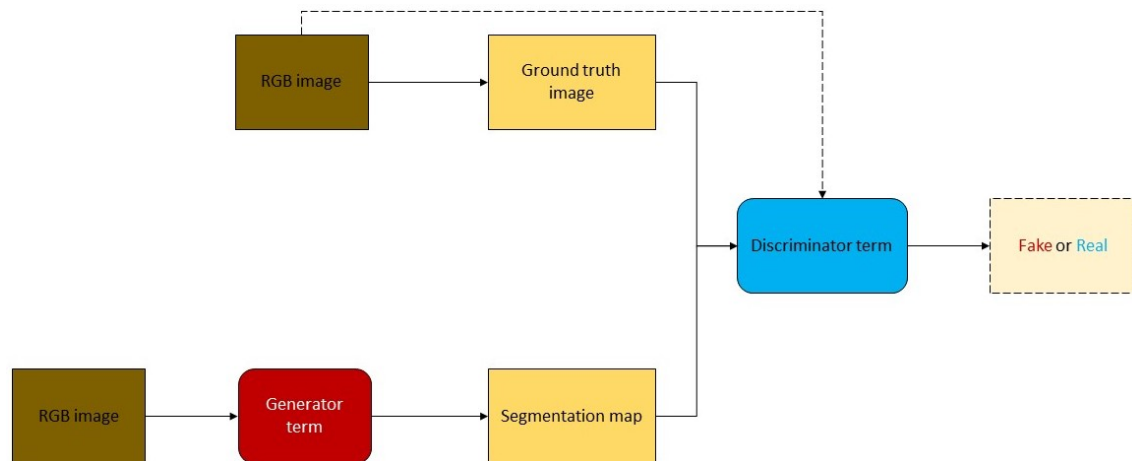 RGB image
Ground truth
image
Discriminator term
Fake or Real
RGB image
Generator
term
Segmentation map